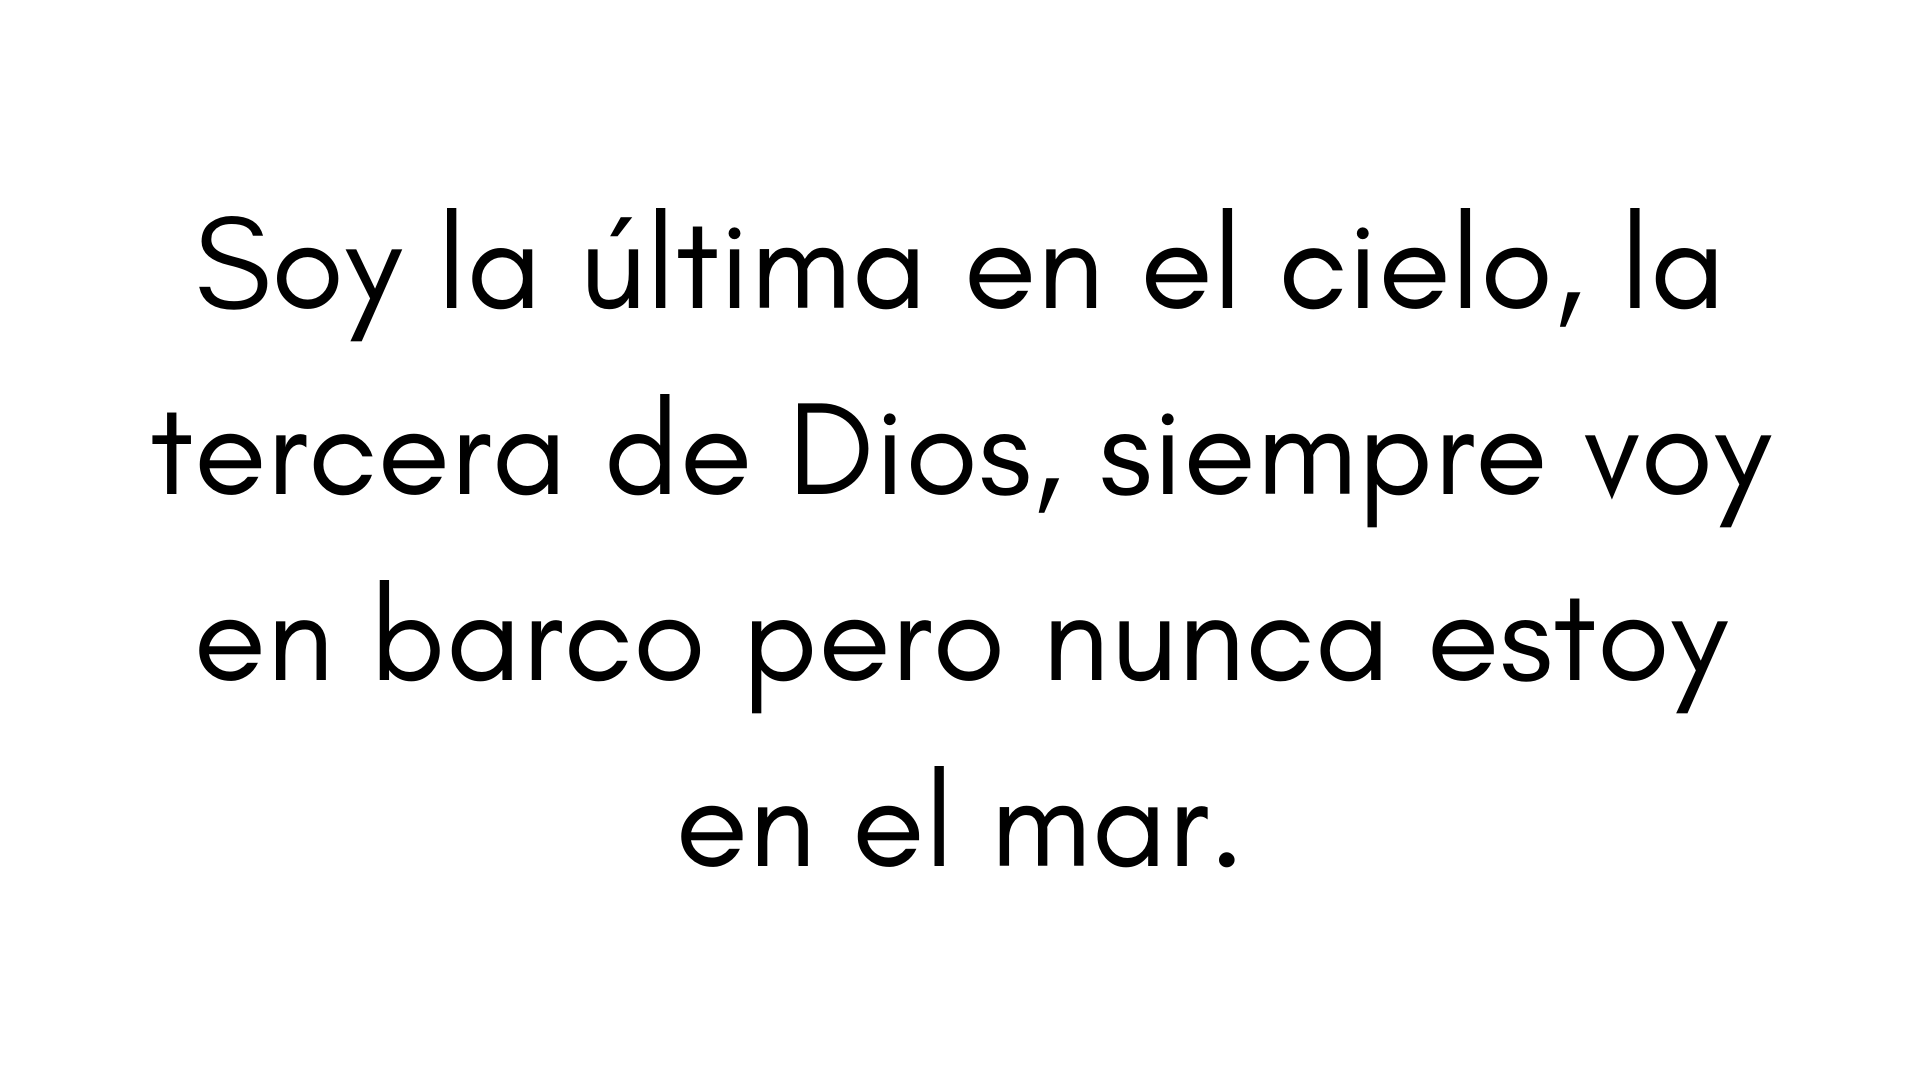 Soy la última en el cielo, la
tercera de Dios, siempre voy
en barco pero nunca estoy
en el mar.